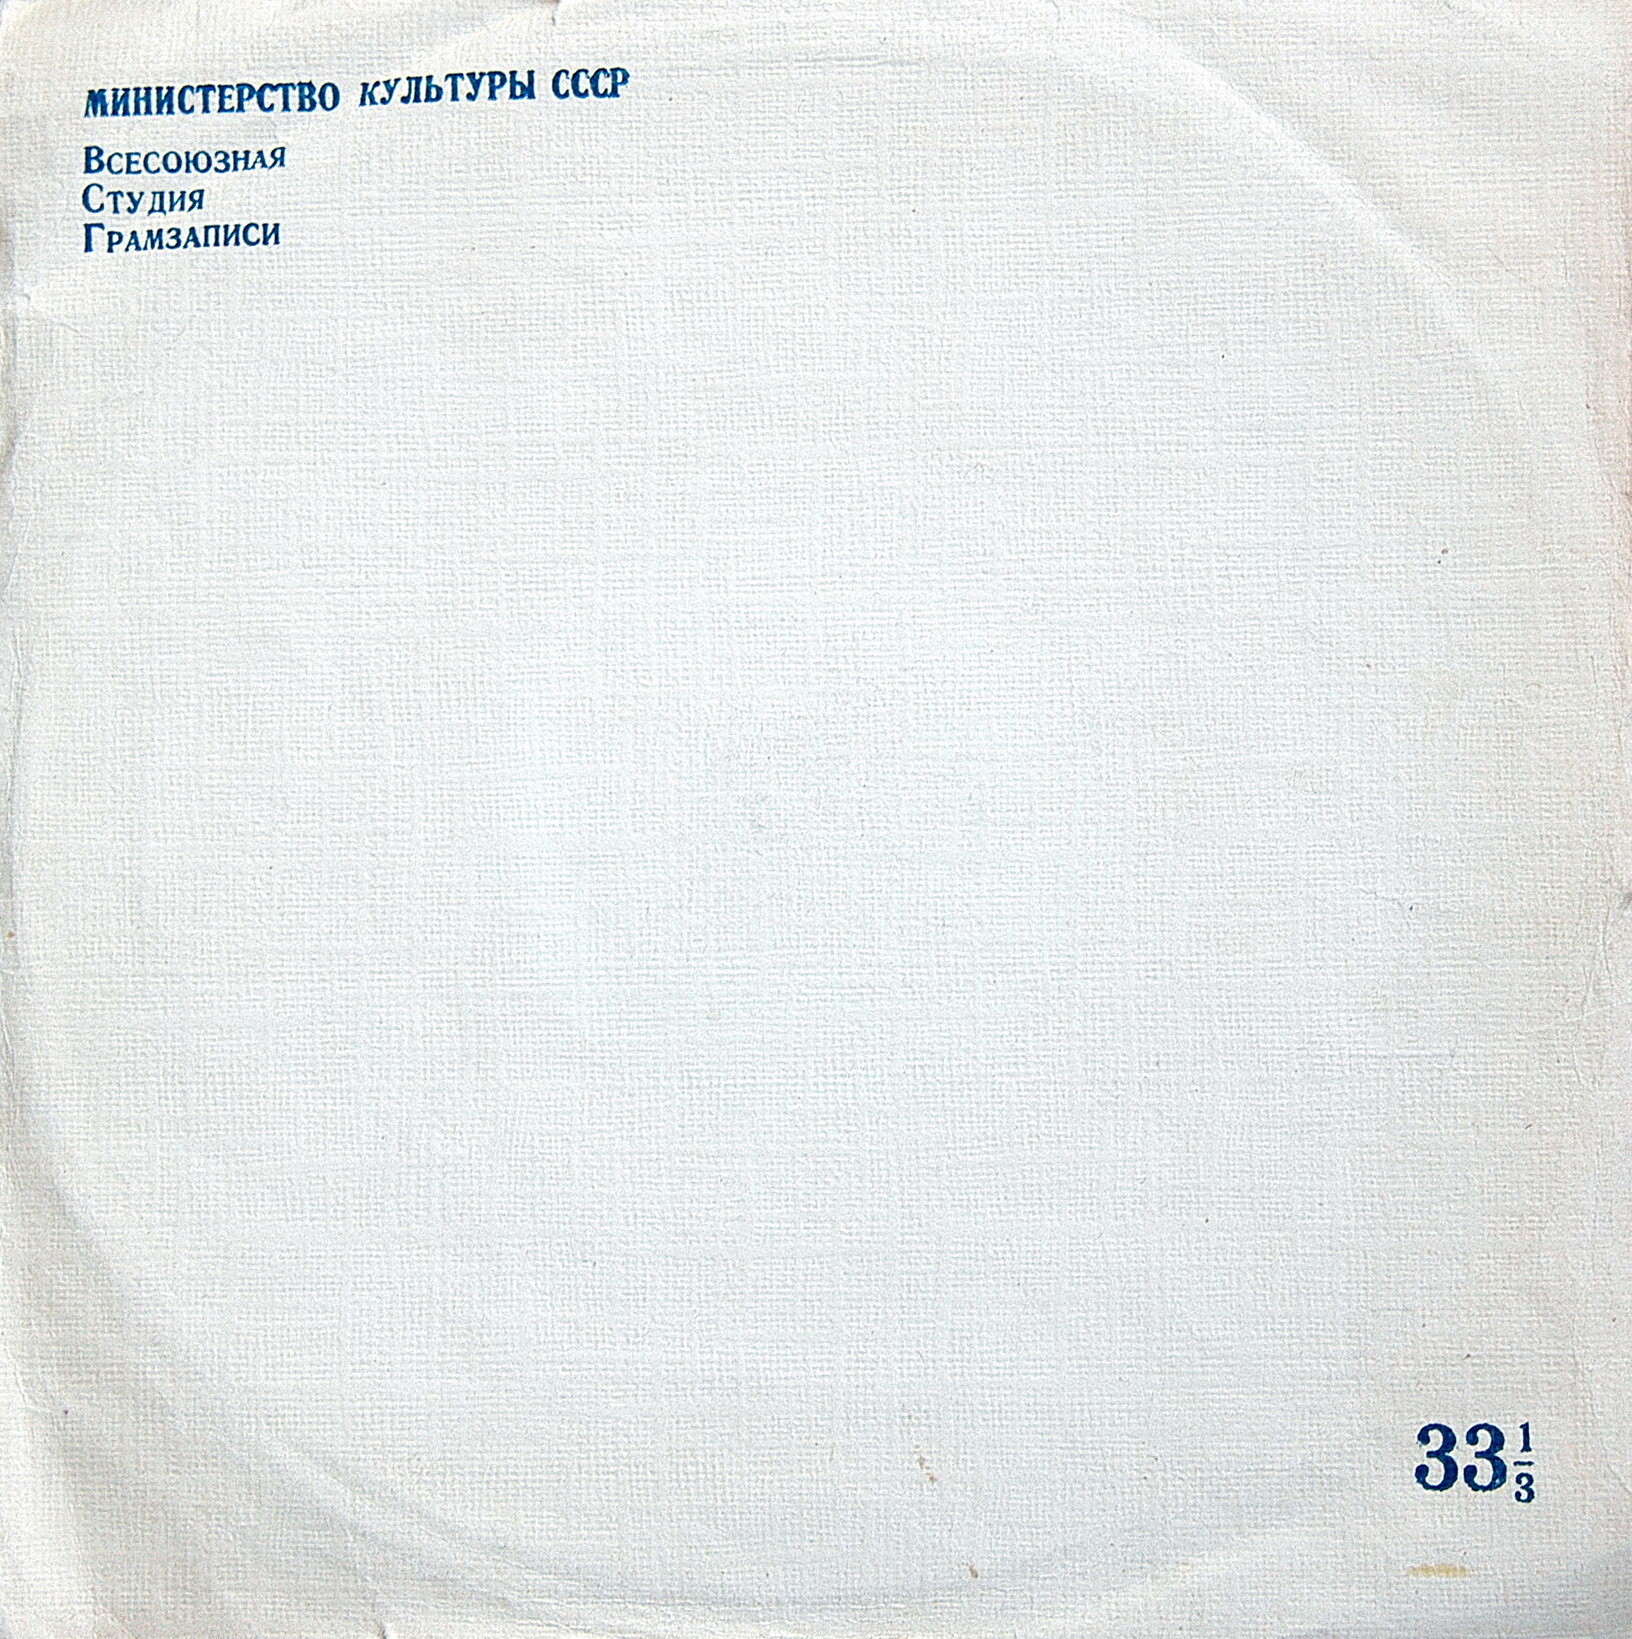 МИНИСТЕРСТВО КУЛЬТУРЫ СССР
ВСЕСОЮЗНАЯ
СТУДИЯ
ГРАМЗАПИСИ
33 1/3